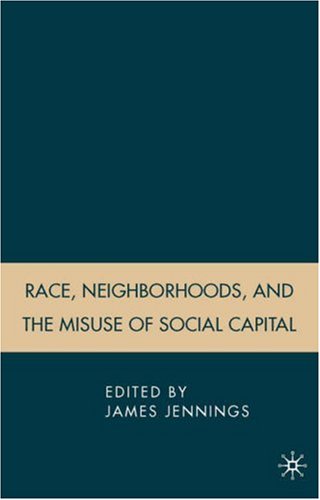 RACE, NEIGHBORHOODS, AND
THE MISUSE OF SOCIAL CAPITAL
EDITED BY
JAMES JENNINGS